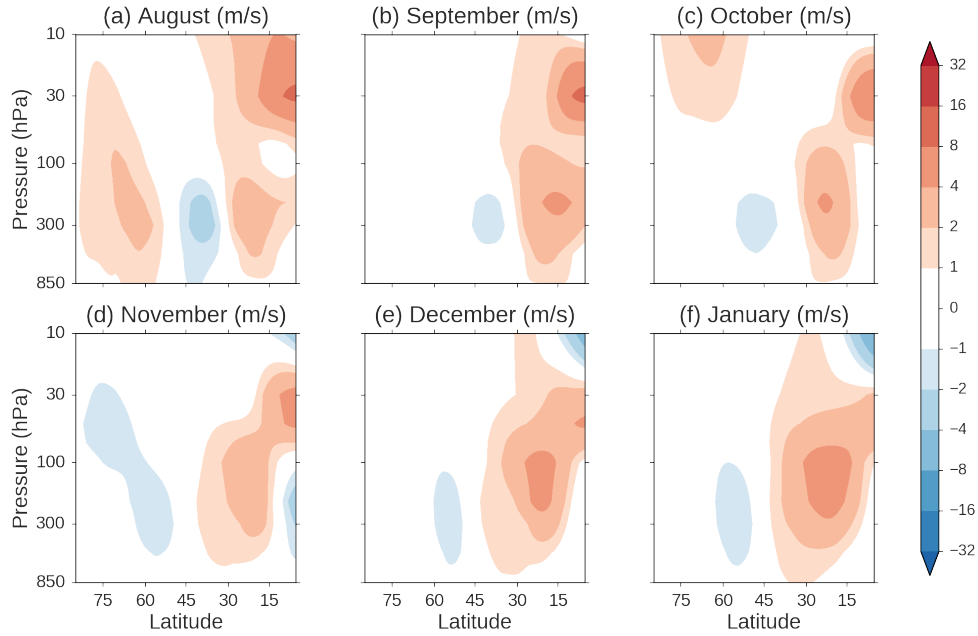 (a) August (m/s)
(b) September (m/s)
(c) October (m/s)
10
30
100
300
850
Pressure (hPa)
32
16
8
4
2
1
0
−1
−2
−4
−8
−16
−32
(d) November (m/s)
(e) December (m/s)
(f) January (m/s)
10
30
100
300
850
Pressure (hPa)
75 60 45 30 15
75 60 45 30 15
75 60 45 30 15
Latitude
Latitude
Latitude